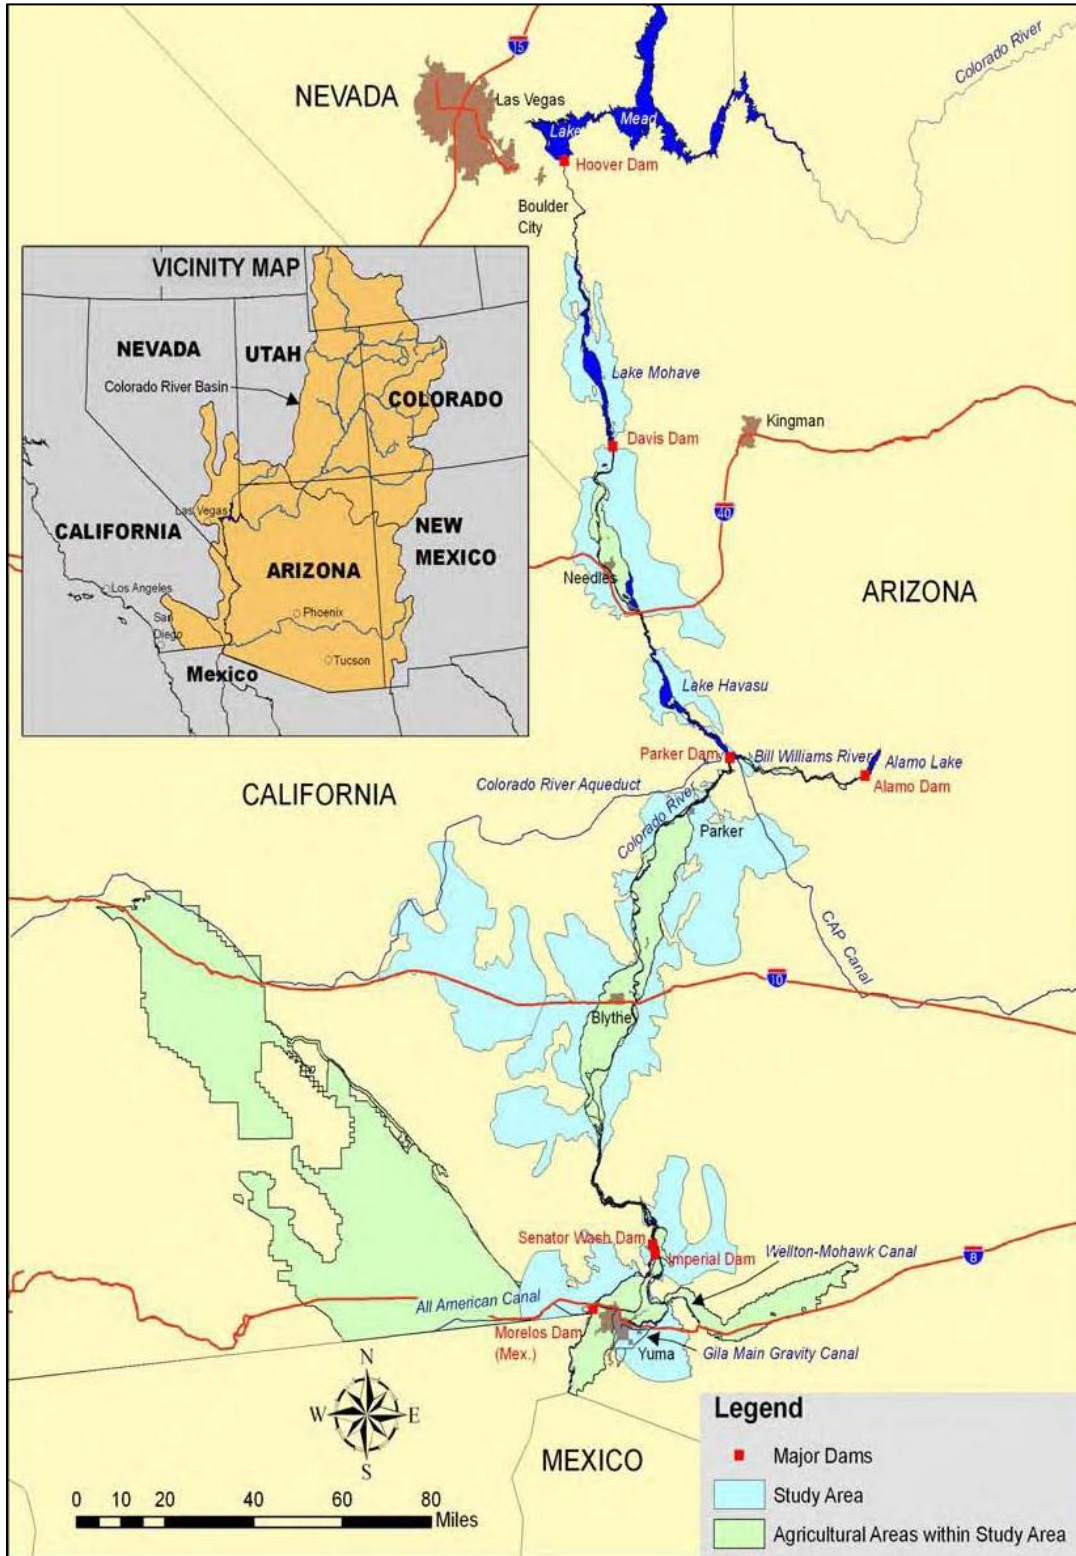 Colorado River
15
NEVADA
Las Vegas
Lake Mead
Hoover Dam
Boulder
City
VICINITY MAP
NEVADA
UTAH
Colorado River Basin
COLORADO
Las Vegas
CALIFORNIA
NEW
MEXICO
ARIZONA
Los Angeles
Phoenix
San
Diego
Tucson
Mexico
Lake Mohave
Kingman
Davis Dam
40
Needles
ARIZONA
Lake Havasu
Parker Dam
Bill Williams River
Alamo Lake
Alamo Dam
Colorado River Aqueduct
CALIFORNIA
Colorado River
Parker
CAP Canal
10
Blythe
Senator Wash Dam
Imperial Dam
Wellton-Mohawk Canal
8
All American Canal
Morelos Dam
(Mex.)
Yuma
Gila Main Gravity Canal
N
W E
S
MEXICO
Legend
Major Dams
Study Area
Agricultural Areas within Study Area
0 10 20 40 60 80
Miles